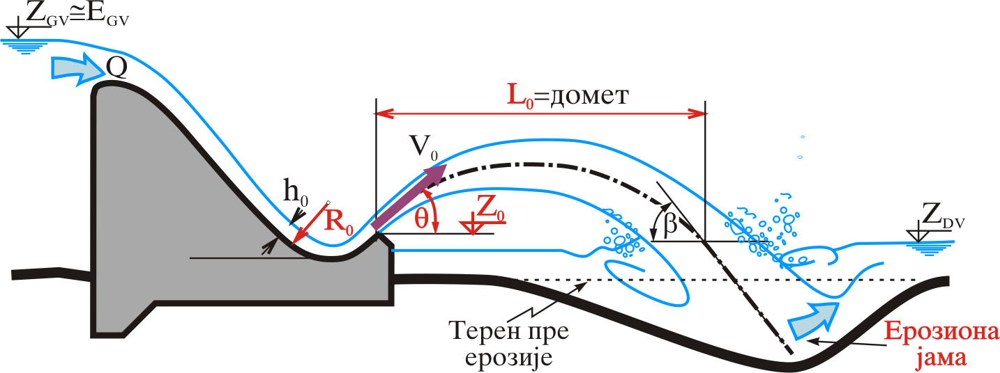 Z_GV≅E_GV
Q
L₀=домет
V₀
h₀
R₀
θ
Z₀
β
Z_DV
Терен пре
ерозије
Ерозиона
јама